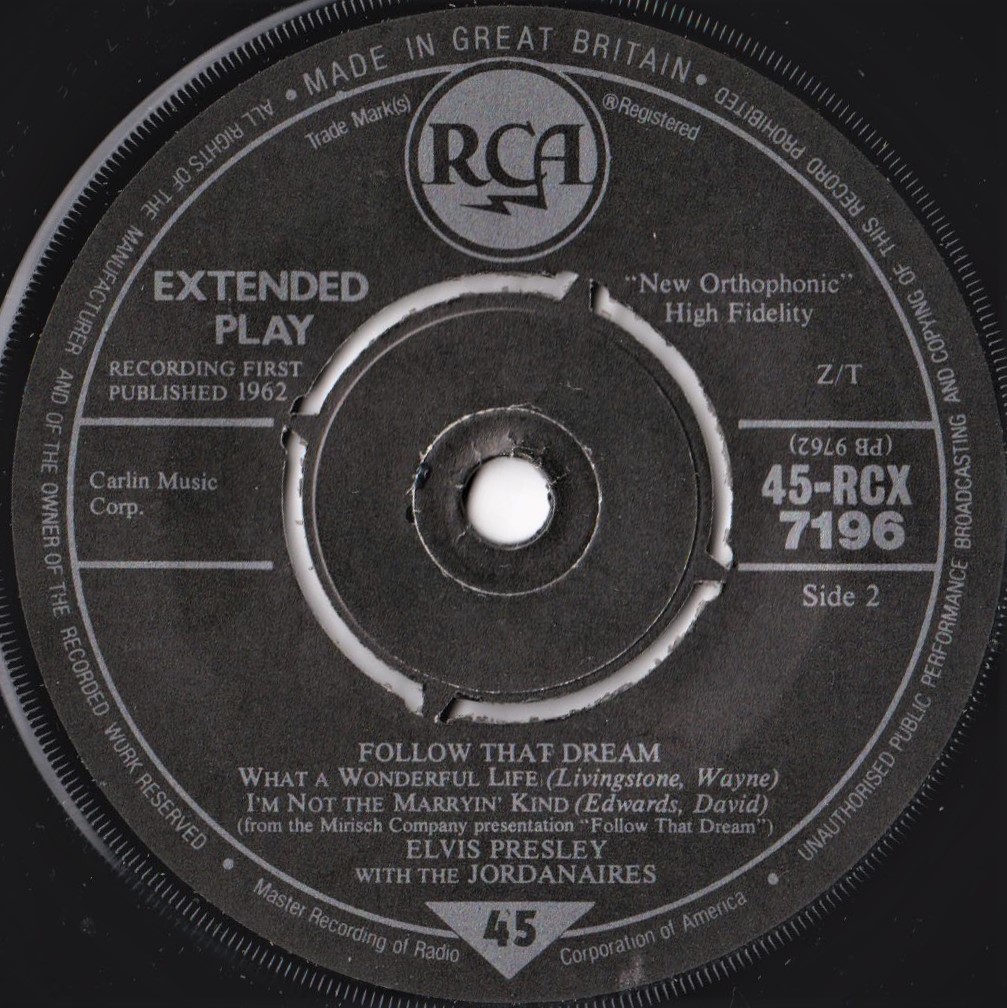 MADE IN GREAT BRITAIN
ALL RIGHTS OF THE MANUFACTURER AND OF THE OWNER OF THE RECORDED WORK RESERVED
UNAUTHORISED PUBLIC PERFORMANCE BROADCASTING AND COPYING OF THIS RECORD PROHIBITED
Trade Mark(s)
®Registered
RCA
EXTENDED
PLAY
RECORDING FIRST
PUBLISHED 1962
"New Orthophonic"
High Fidelity
Z/T
Carlin Music
Corp.
(PB 9762)
45-RCX
7196
Side 2
FOLLOW THAT DREAM
WHAT A WONDERFUL LIFE (Livingstone, Wayne)
I'M NOT THE MARRYIN' KIND (Edwards, David)
(from the Mirisch Company presentation "Follow That Dream")
ELVIS PRESLEY
WITH THE JORDANAIRES
45
Master Recording of Radio Corporation of America